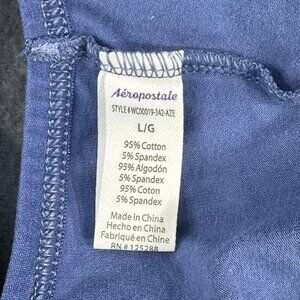 Aéropostale
STYLE # WC00019-342-AZE
L/G
95% Cotton
5% Spandex
95% Algodón
5% Spandex
95% Coton
5% Spandex
Made in China
Hecho en China
Fabriqué en Chine
RN # 125288